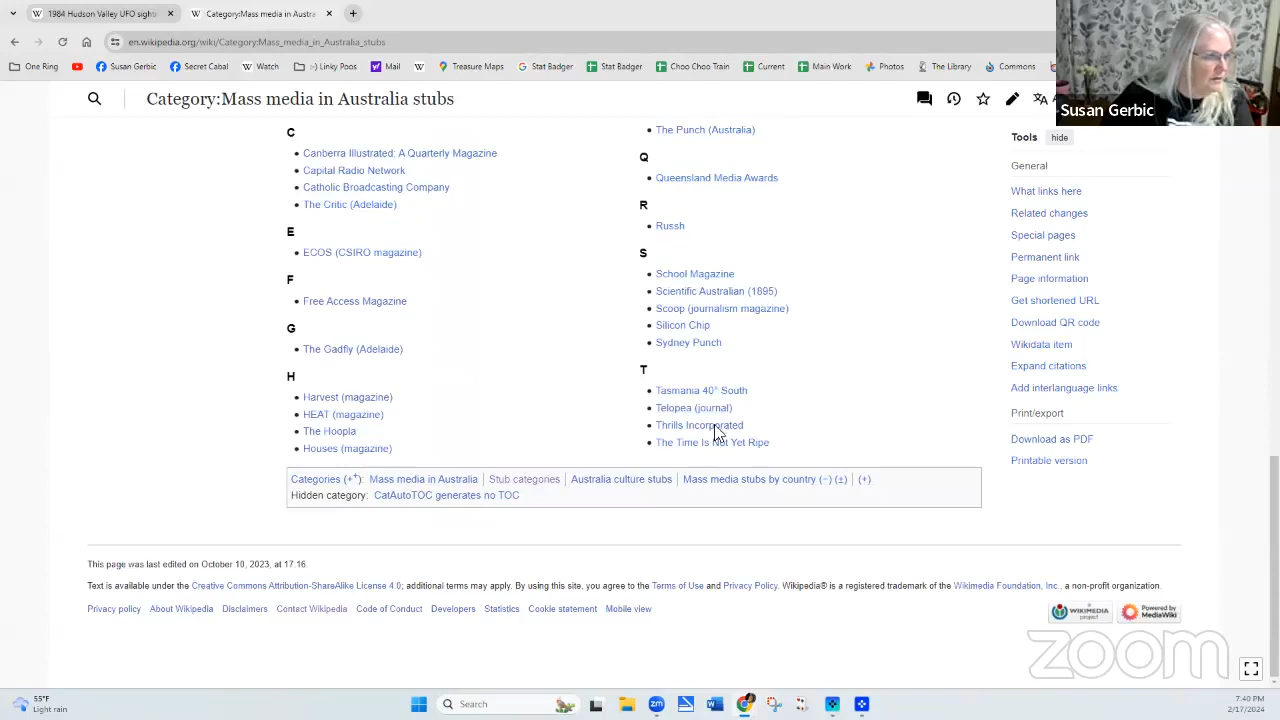 1984 Hudson Valley UFO sighti
Category:Mass media in Australi
en.wikipedia.org/wiki/Category:Mass_media_in_Australia_stubs
One Ring
Susan Gerbic
Secret Cabal
Watch
:-) Linky Pooj
Mail
Treasure Maps
Stat Badger
Stat Badger
Choo Choo Train
Current
Main Work
Photos
The Library
Commons
Susan Gerbic
Category:Mass media in Australia stubs
C
Canberra Illustrated: A Quarterly Magazine
Capital Radio Network
Catholic Broadcasting Company
The Critic (Adelaide)
E
ECOS (CSIRO magazine)
F
Free Access Magazine
G
The Gadfly (Adelaide)
H
Harvest (magazine)
HEAT (magazine)
The Hoopla
Houses (magazine)
The Punch (Australia)
Q
Queensland Media Awards
R
Russh
S
School Magazine
Scientific Australian (1895)
Scoop (journalism magazine)
Silicon Chip
Sydney Punch
T
Tasmania 40° South
Telopea (journal)
Thrills Incorporated
The Time Is Not Yet Ripe
Tools hide
General
What links here
Related changes
Special pages
Permanent link
Page information
Get shortened URL
Download QR code
Wikidata item
Expand citations
Add interlanguage links
Print/export
Download as PDF
Printable version
Categories (++): Mass media in Australia | Stub categories | Australia culture stubs | Mass media stubs by country (−) (±) | (+)
Hidden category: CatAutoTOC generates no TOC
This page was last edited on October 10, 2023, at 17:16.
Text is available under the Creative Commons Attribution-ShareAlike License 4.0; additional terms may apply. By using this site, you agree to the Terms of Use and Privacy Policy. Wikipedia® is a registered trademark of the Wikimedia Foundation, Inc., a non-profit organization.
Privacy policy About Wikipedia Disclaimers Contact Wikipedia Code of Conduct Developers Statistics Cookie statement Mobile view
WIKIMEDIA project
Powered by MediaWiki
zoom
55°F
Light rain
Search
7:40 PM
2/17/2024